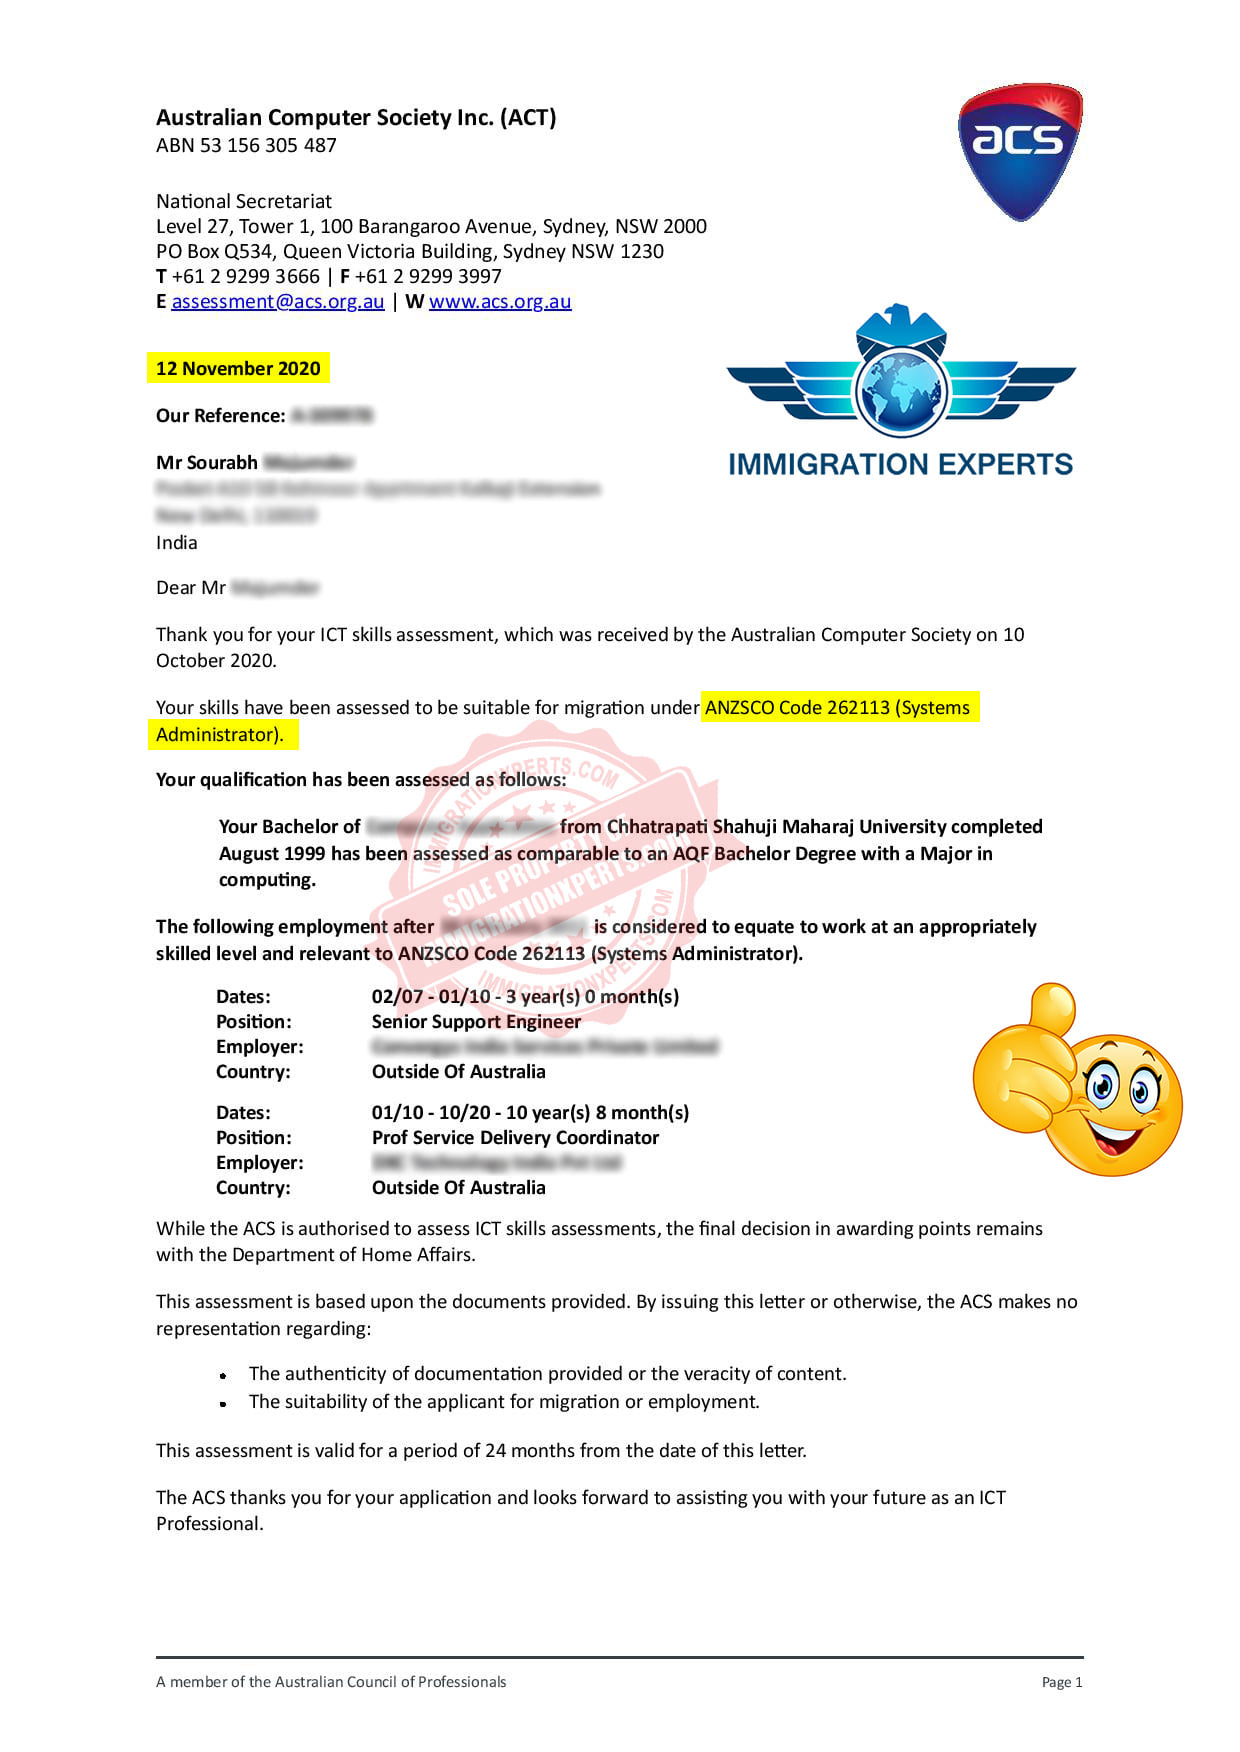 Australian Computer Society Inc. (ACT)
ABN 53 156 305 487
acs
National Secretariat
Level 27, Tower 1, 100 Barangaroo Avenue, Sydney, NSW 2000
PO Box Q534, Queen Victoria Building, Sydney NSW 1230
T +61 2 9299 3666 | F +61 2 9299 3997
E assessment@acs.org.au | W www.acs.org.au
12 November 2020
IMMIGRATION EXPERTS
Our Reference:
Mr Sourabh
India
Dear Mr
Thank you for your ICT skills assessment, which was received by the Australian Computer Society on 10
October 2020.
Your skills have been assessed to be suitable for migration under ANZSCO Code 262113 (Systems
Administrator).
Your qualification has been assessed as follows:
Your Bachelor of from Chhatrapati Shahuji Maharaj University completed
August 1999 has been assessed as comparable to an AQF Bachelor Degree with a Major in
computing.
IMMIGRATIONXPERTS.COM
SOLE PROPERTY OF
IMMIGRATIONXPERTS.COM
IMMIGRATIONXPERTS.COM
The following employment after is considered to equate to work at an appropriately
skilled level and relevant to ANZSCO Code 262113 (Systems Administrator).
Dates: 02/07 - 01/10 - 3 year(s) 0 month(s)
Position: Senior Support Engineer
Employer:
Country: Outside Of Australia
Dates: 01/10 - 10/20 - 10 year(s) 8 month(s)
Position: Prof Service Delivery Coordinator
Employer:
Country: Outside Of Australia
While the ACS is authorised to assess ICT skills assessments, the final decision in awarding points remains
with the Department of Home Affairs.
This assessment is based upon the documents provided. By issuing this letter or otherwise, the ACS makes no
representation regarding:
• The authenticity of documentation provided or the veracity of content.
• The suitability of the applicant for migration or employment.
This assessment is valid for a period of 24 months from the date of this letter.
The ACS thanks you for your application and looks forward to assisting you with your future as an ICT
Professional.
A member of the Australian Council of Professionals Page 1